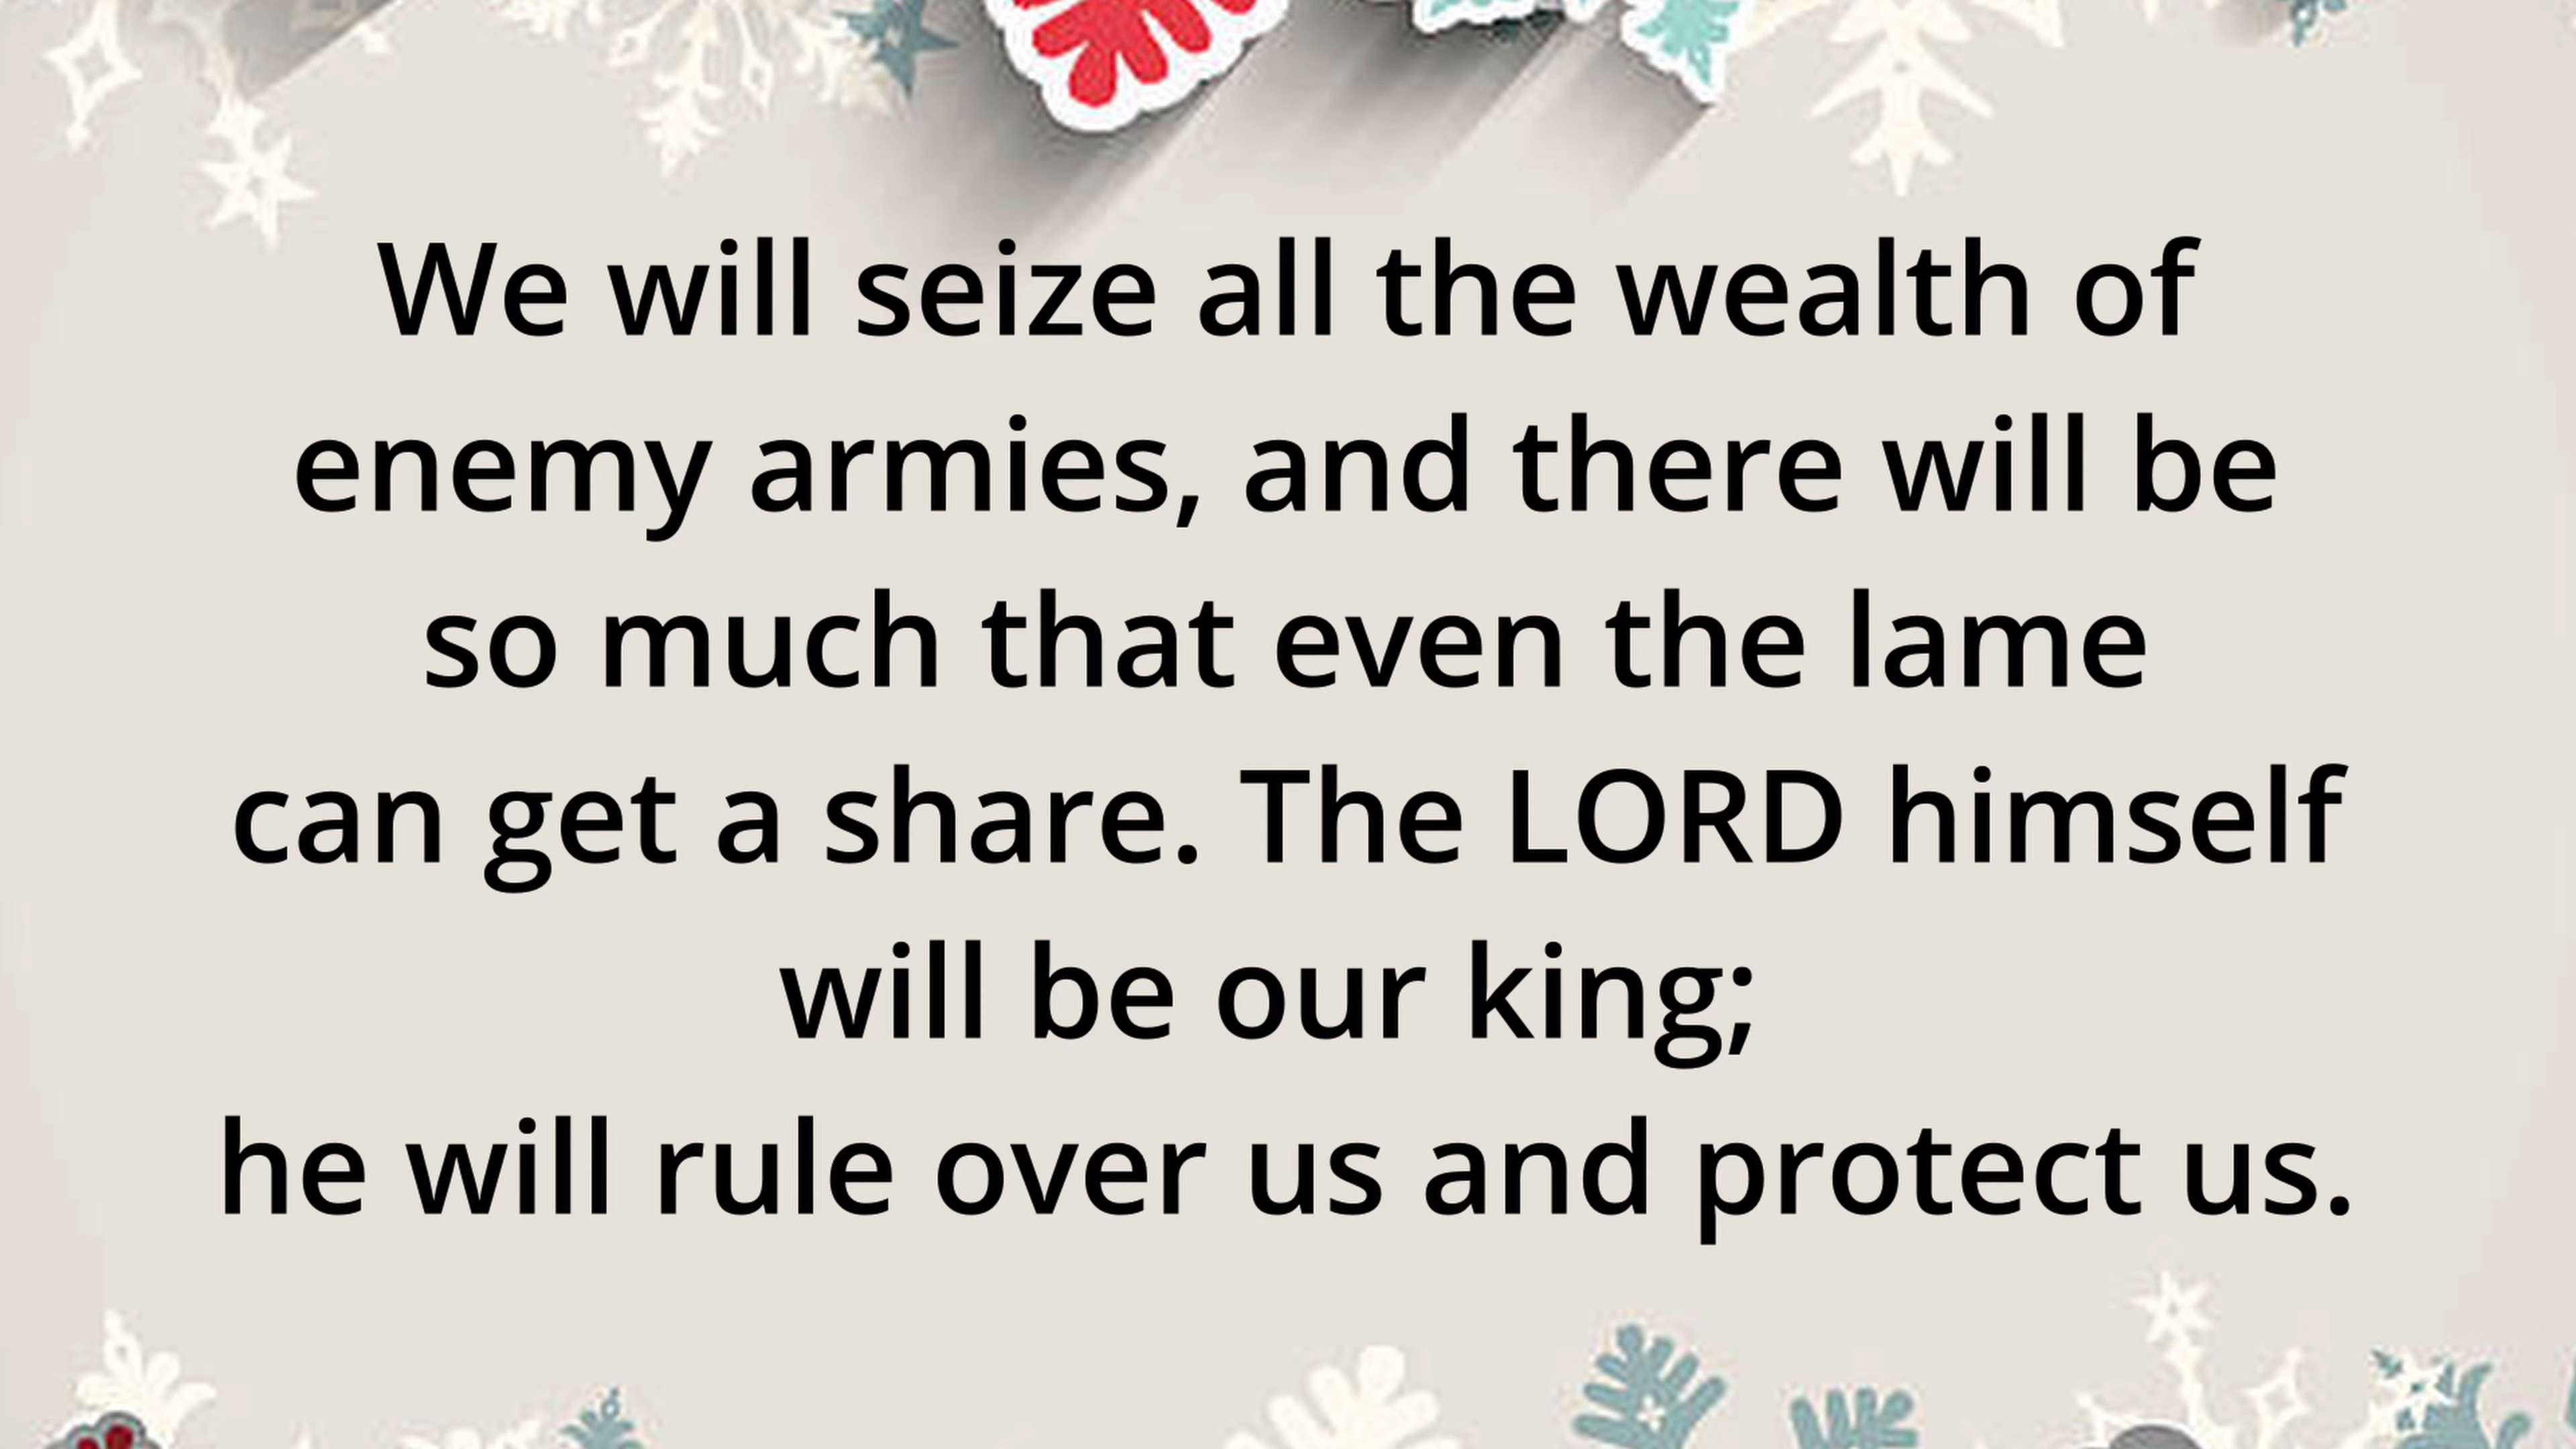 We will seize all the wealth of
enemy armies, and there will be
so much that even the lame
can get a share. The LORD himself
will be our king;
he will rule over us and protect us.